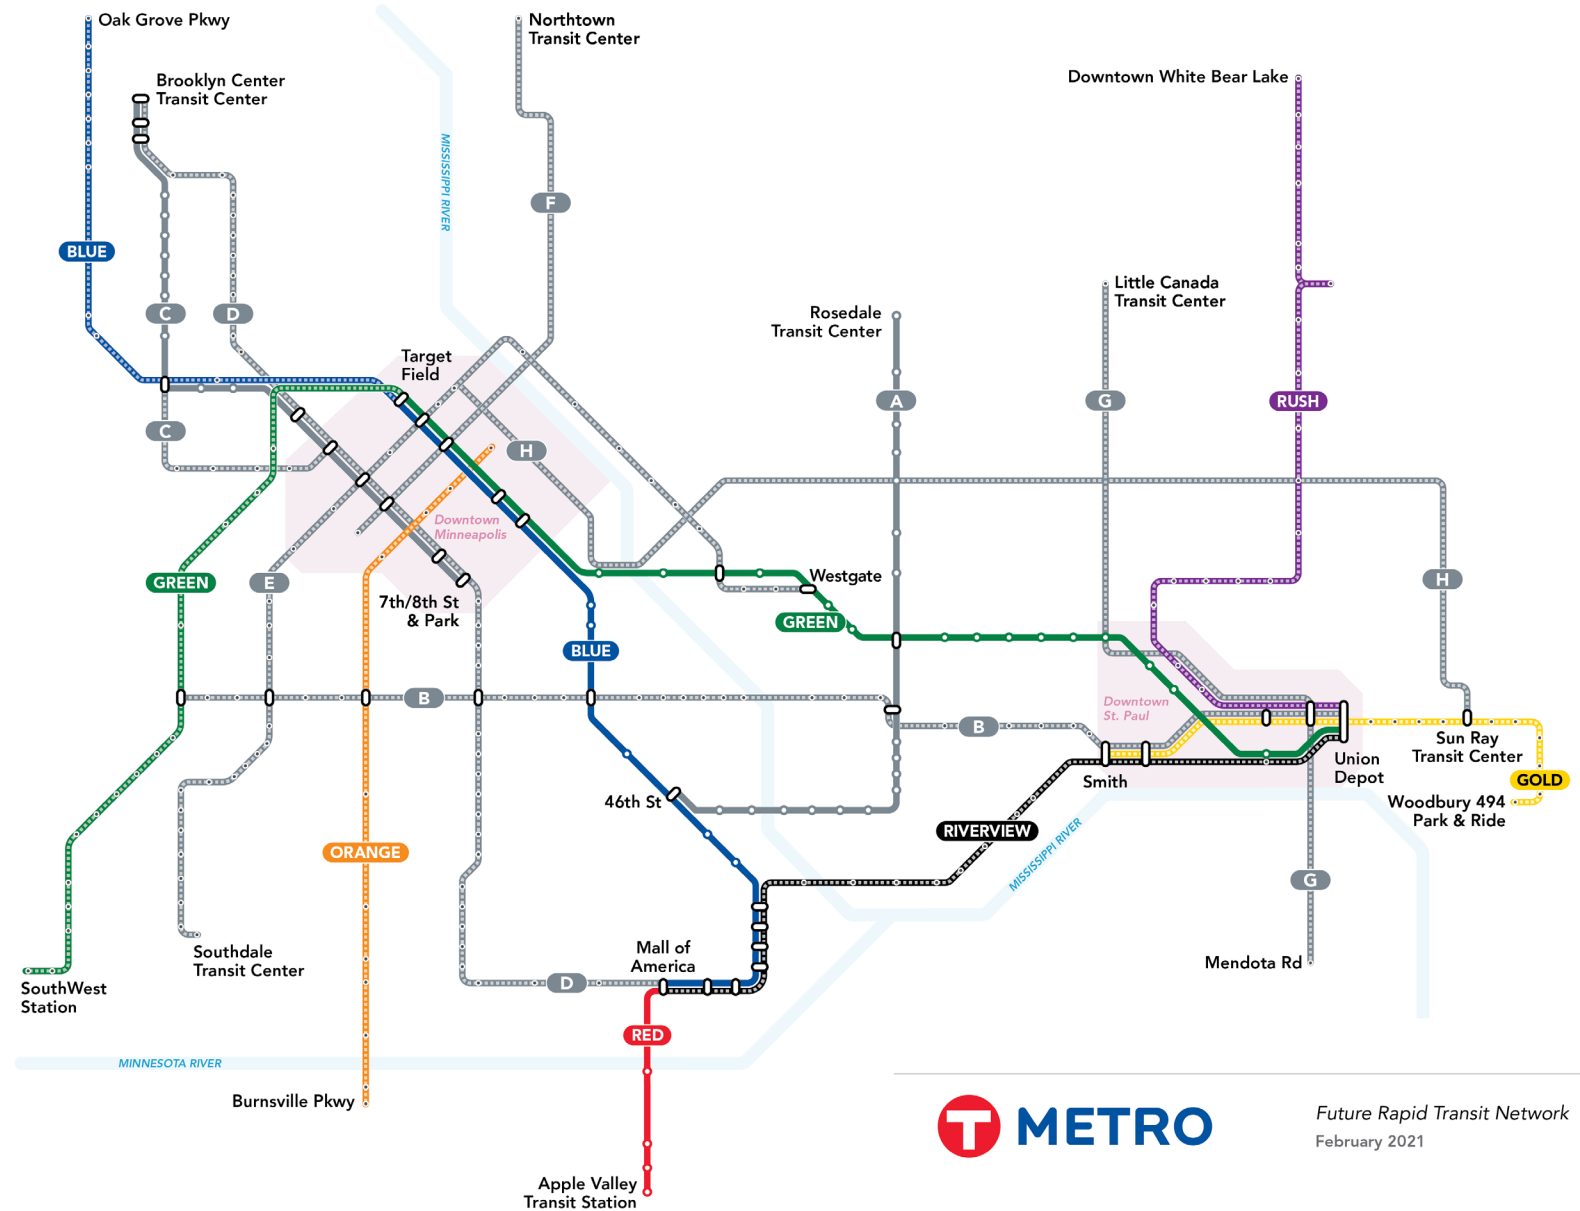 Oak Grove Pkwy
Northtown
Transit Center
Brooklyn Center
Transit Center
Downtown White Bear Lake
MISSISSIPPI RIVER
F
BLUE
Little Canada
Transit Center
C
D
Rosedale
Transit Center
Target
Field
A
G
RUSH
C
H
Downtown
Minneapolis
GREEN
E
Westgate
H
7th/8th St
& Park
GREEN
BLUE
B
Downtown
St. Paul
B
Sun Ray
Transit Center
Union
Depot
Smith
GOLD
46th St
Woodbury 494
Park & Ride
RIVERVIEW
ORANGE
MISSISSIPPI RIVER
G
Southdale
Transit Center
Mall of
America
Mendota Rd
D
SouthWest
Station
RED
MINNESOTA RIVER
Burnsville Pkwy
T METRO
Future Rapid Transit Network
February 2021
Apple Valley
Transit Station